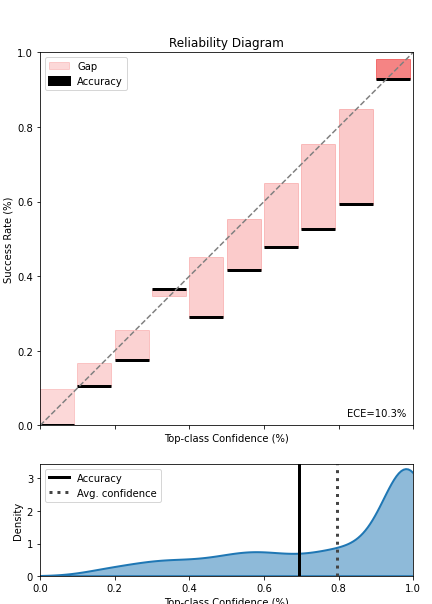 Reliability Diagram
Gap
Accuracy
1.0
0.8
0.6
0.4
0.2
0.0
Success Rate (%)
ECE=10.3%
Top-class Confidence (%)
Accuracy
Avg. confidence
3
2
1
0
Density
0.0 0.2 0.4 0.6 0.8 1.0
Top-class Confidence (%)